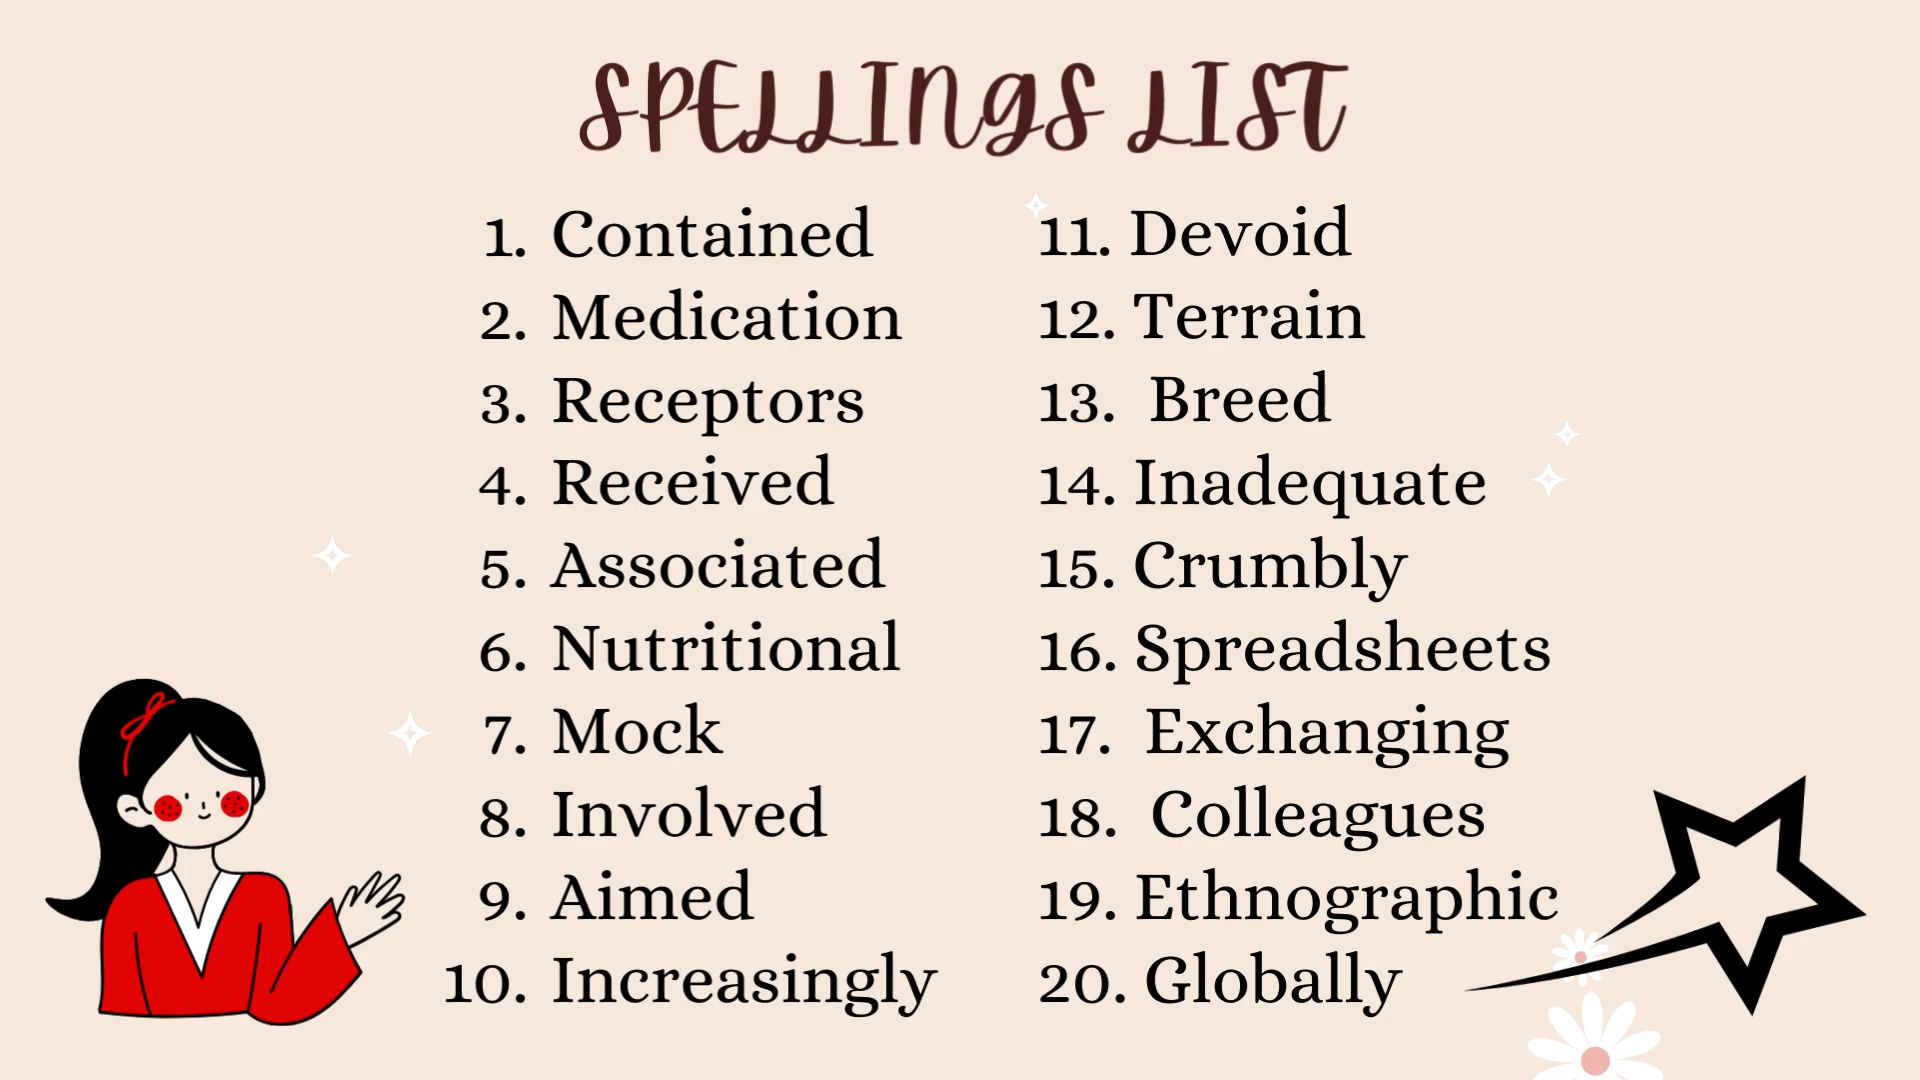 SPELLINgS LIST
1. Contained
2. Medication
3. Receptors
4. Received
5. Associated
6. Nutritional
7. Mock
8. Involved
9. Aimed
10. Increasingly
11. Devoid
12. Terrain
13. Breed
14. Inadequate
15. Crumbly
16. Spreadsheets
17. Exchanging
18. Colleagues
19. Ethnographic
20. Globally